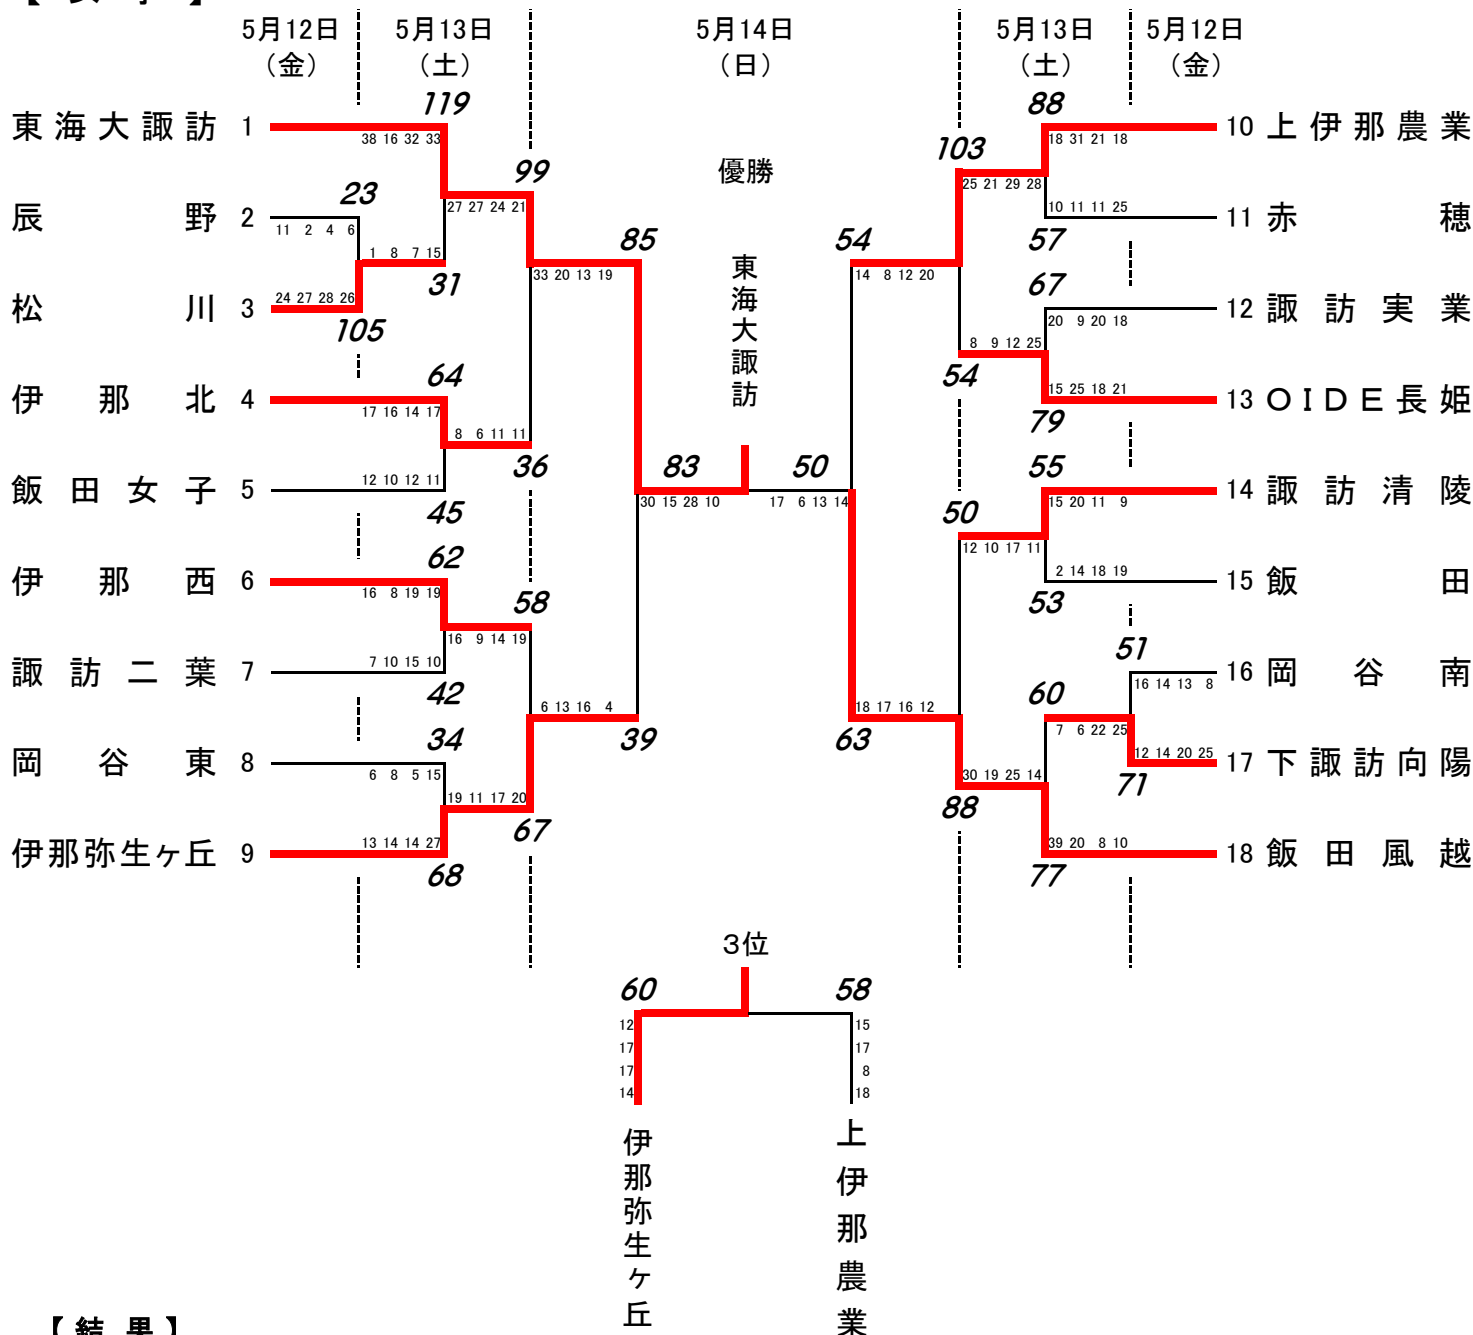 5月12日 5月13日 5月14日 5月13日 5月12日
（金） （土） （日） （土） （金）
119 88
東海大諏訪 1 38 16 32 33 18 31 21 18 10 上伊那農業
103
99 優勝 25 21 29 28
23 27 27 24 21 10 11 11 25
辰野 2 11 2 4 6 11 赤穂
57
85 54
1 8 7 15 33 20 13 19 14 8 12 20
31 67
東海大諏訪
松川 3 24 27 28 26 20 9 20 18 12 諏訪実業
105 8 9 12 25
64 54
伊那北 4 17 16 14 17 15 25 18 21 13 OIDE長姫
8 6 11 11 79
36 83 50 55
飯田女子 5 12 10 12 11 30 15 28 10 17 6 13 14 15 20 11 9 14 諏訪清陵
45 50
62 12 10 17 11
伊那西 6 16 8 19 19 2 14 18 19 15 飯田
58 53
16 9 14 19 51
諏訪二葉 7 7 10 15 10 16 14 13 8 16 岡谷南
42 60
6 13 16 4 18 17 16 12 7 6 22 25
34 39 63
岡谷東 8 6 8 5 15 30 19 25 14 12 14 20 25 17 下諏訪向陽
19 11 17 20 88 71
67
伊那弥生ヶ丘 9 13 14 14 27 39 20 8 10 18 飯田風越
68 77
3位
60 58
12 15
17 17
17 8
14 18
伊那弥生ヶ丘
上伊那農業
【結果】